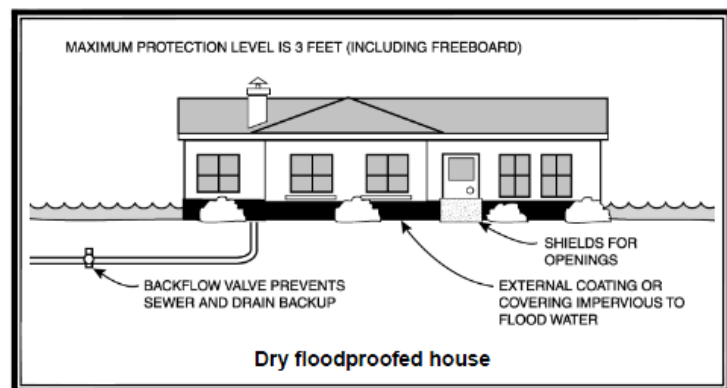 MAXIMUM PROTECTION LEVEL IS 3 FEET (INCLUDING FREEBOARD)
SHIELDS FOR
OPENINGS
BACKFLOW VALVE PREVENTS
SEWER AND DRAIN BACKUP
EXTERNAL COATING OR
COVERING IMPERVIOUS TO
FLOOD WATER
Dry floodproofed house